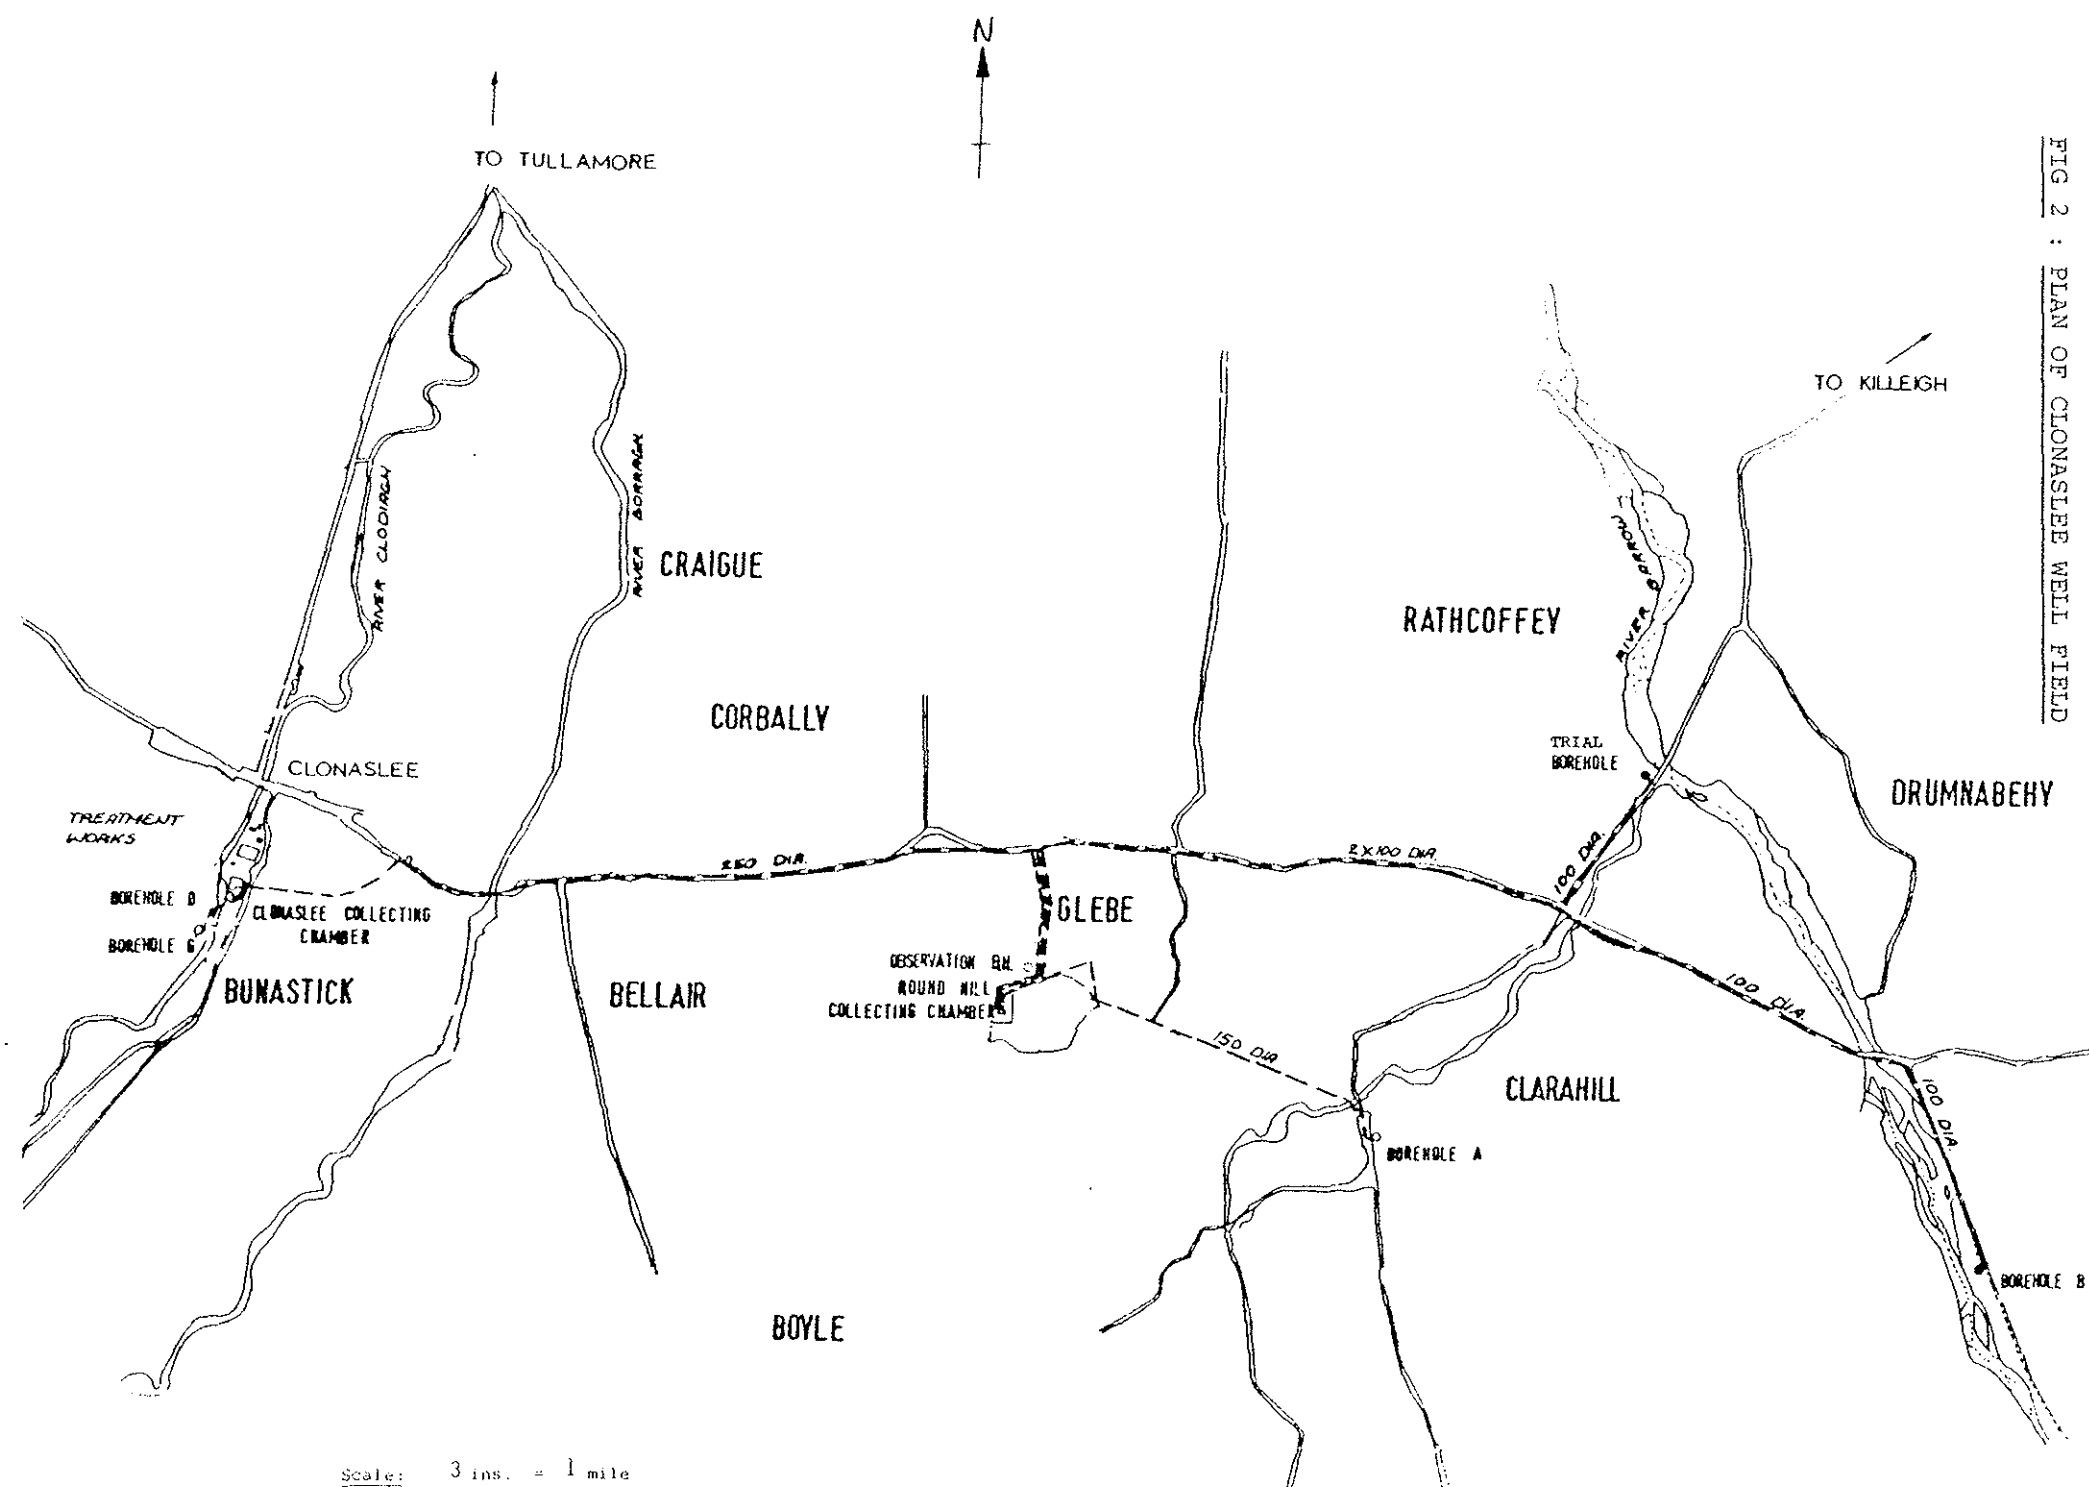 N
TO TULLAMORE
FIG 2 : PLAN OF CLONASLEE WELL FIELD
TO KILLEIGH
RIVER CLODIAGH
RIVER BORRAGH
CRAIGUE
RIVER BARROW
RATHCOFFEY
CORBALLY
TRIAL
BOREHOLE
CLONASLEE
DRUMNABEHY
TREATMENT
WORKS
250 DIA.
2X100 DIA.
100 DIA.
BOREHOLE D
CLONASLEE COLLECTING
CHAMBER
GLEBE
BOREHOLE G
OBSERVATION B.H.
ROUND HILL
COLLECTING CHAMBER
BUNASTICK
BELLAIR
100 DIA.
150 DIA
CLARAHILL
100 DIA
BOREHOLE A
BOREHOLE B
BOYLE
Scale: 3 ins. = 1 mile